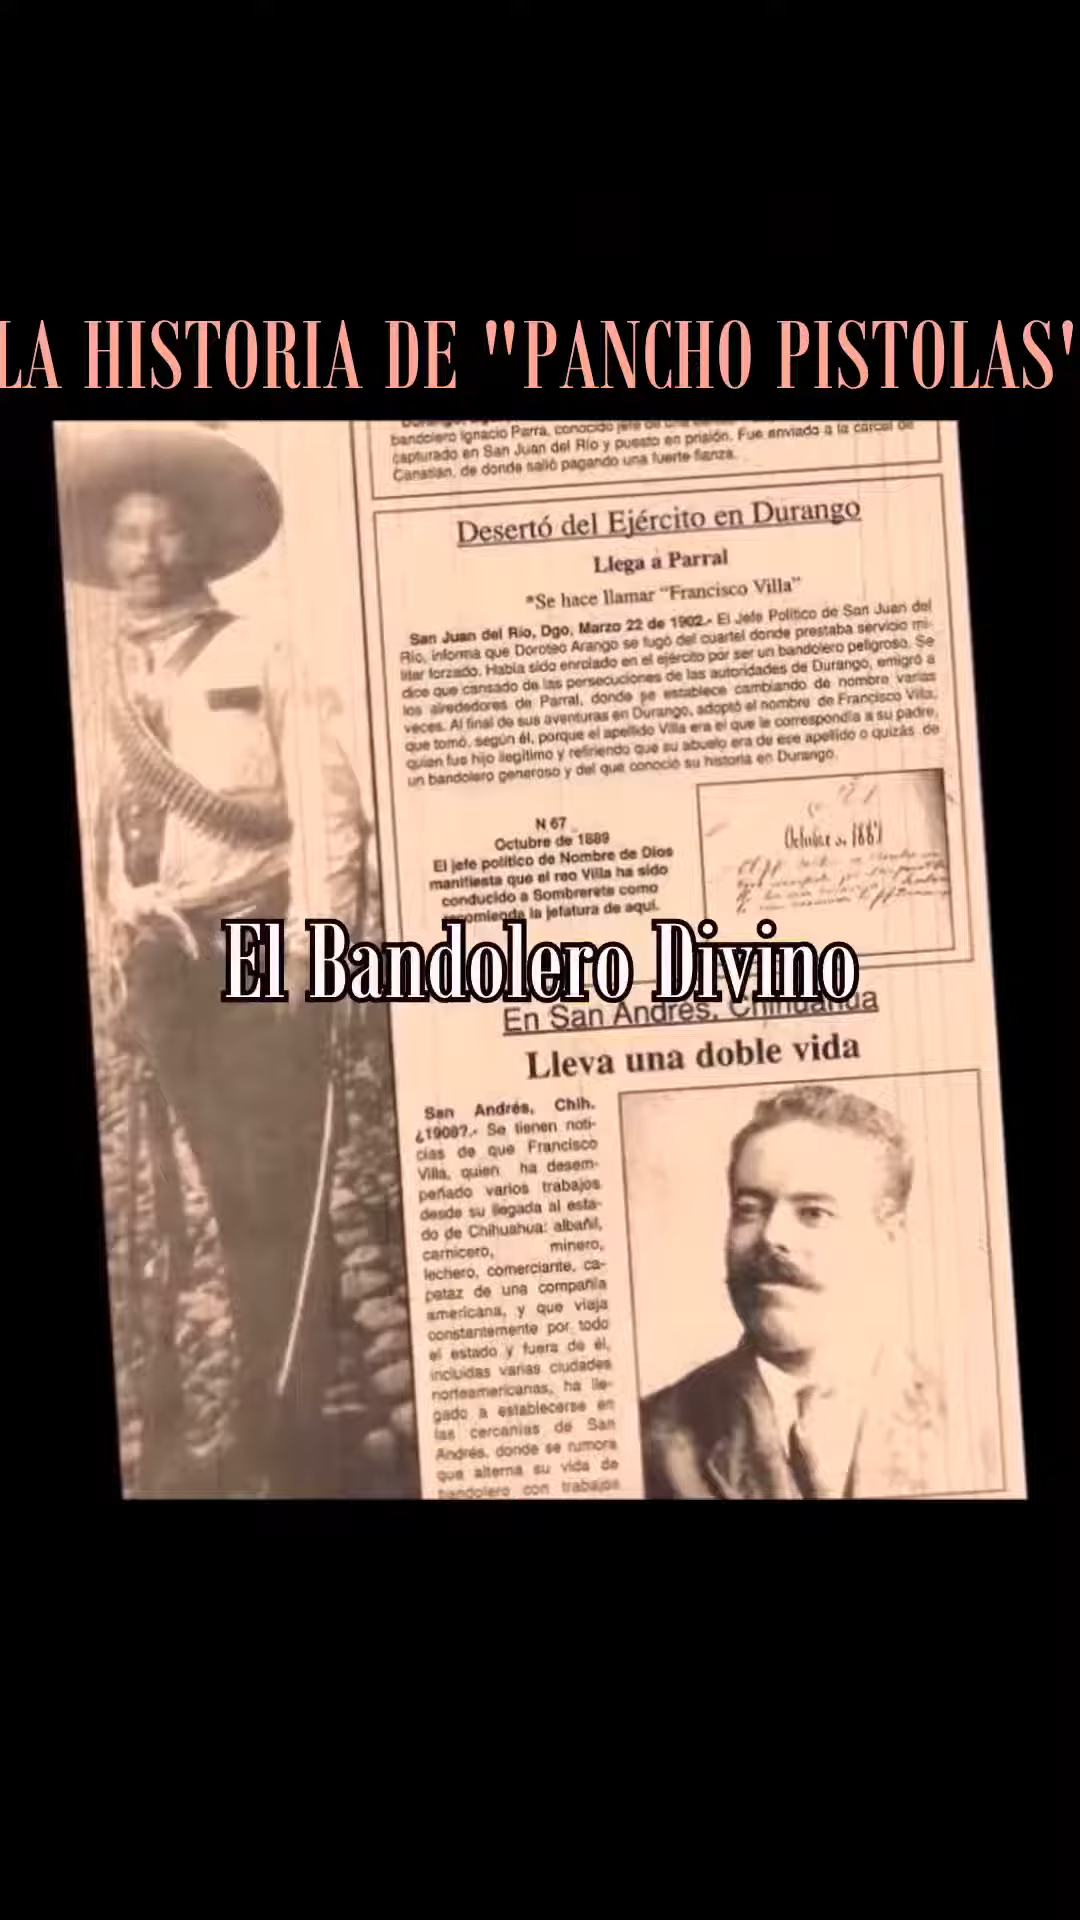 LA HISTORIA DE "PANCHO PISTOLAS"
bandolero Ignacio Parra, conocido jefe de una
capturado en San Juan del Río y puesto en prisión. Fue enviado a la cárcel de
Canatlán, de donde salió pagando una fuerte fianza.
Desertó del Ejército en Durango
Llega a Parral
*Se hace llamar "Francisco Villa"
San Juan del Río, Dgo, Marzo 22 de 1902.- El Jefe Político de San Juan del
Río, informa que Doroteo Arango se fugó del cuartel donde prestaba servicio mi-
litar forzado. Había sido enrolado en el ejército por ser un bandolero peligroso. Se
dice que cansado de las persecuciones de las autoridades de Durango, emigró a
los alrededores de Parral, donde se establece cambiando de nombre varias
veces. Al final de sus aventuras en Durango, adoptó el nombre de Francisco Villa,
que tomó, según él, porque el apellido Villa era el que le correspondía a su padre,
quien fue hijo ilegítimo y refiriendo que su abuelo era de ese apellido o quizás de
un bandolero generoso y del que conoció su historia en Durango.
N 67
Octubre de 1889
El jefe político de Nombre de Dios
manifiesta que el reo Villa ha sido
conducido a Sombrerete como
recomienda la jefatura de aquí.
El Bandolero Divino
En San Andrés, Chihuahua
Lleva una doble vida
San Andrés, Chih.
¿1908?.- Se tienen noti-
cias de que Francisco
Villa, quien ha desem-
peñado varios trabajos
desde su llegada al esta-
do de Chihuahua: albañil,
carnicero, minero,
lechero, comerciante, ca-
pataz de una compañía
americana, y que viaja
constantemente por todo
el estado y fuera de él,
incluidas varias ciudades
norteamericanas, ha lle-
gado a establecerse en
las cercanías de San
Andrés, donde se rumora
que alterna su vida de
bandolero con trabajos